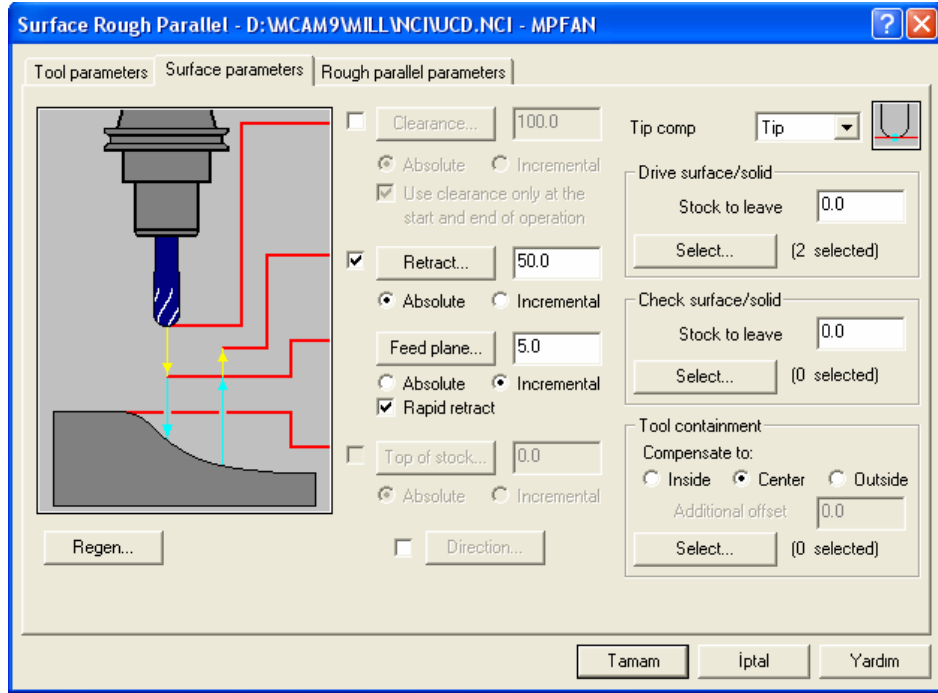 Surface Rough Parallel - D:\MCAM9\MILL\NCI\UCD.NCI - MPFAN
Tool parameters Surface parameters Rough parallel parameters
Clearance... 100.0
Absolute Incremental
Use clearance only at the
start and end of operation
Retract... 50.0
Absolute Incremental
Feed plane... 5.0
Absolute Incremental
Rapid retract
Top of stock... 0.0
Absolute Incremental
Regen... Direction...
Tip comp Tip
Drive surface/solid
Stock to leave 0.0
Select... (2 selected)
Check surface/solid
Stock to leave 0.0
Select... (0 selected)
Tool containment
Compensate to:
Inside Center Outside
Additional offset 0.0
Select... (0 selected)
Tamam İptal Yardım